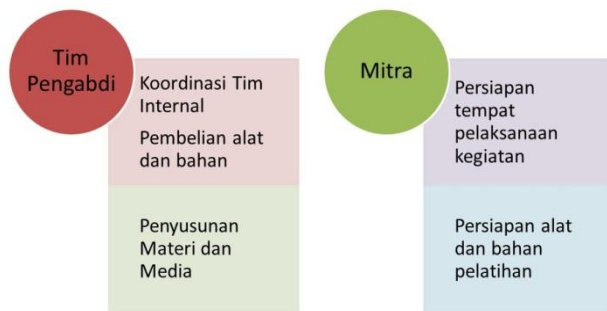 Tim
Pengabdi
Koordinasi Tim
Internal
Pembelian alat
dan bahan
Penyusunan
Materi dan
Media
Mitra
Persiapan
tempat
pelaksanaan
kegiatan
Persiapan alat
dan bahan
pelatihan